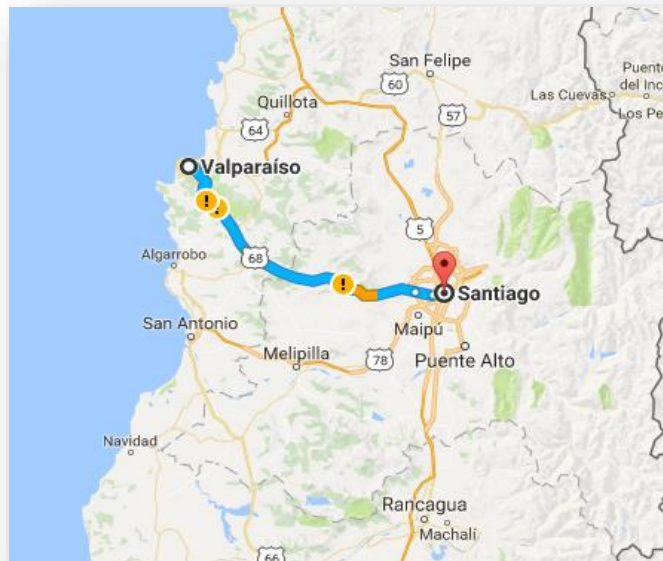 San Felipe
60
Puente
del Inc
Las Cuevas
Los Pe
Quillota
57
64
Valparaíso
5
68
Algarrobo
Santiago
San Antonio
Maipú
Melipilla
78
Puente Alto
Navidad
Rancagua
Machalí
66